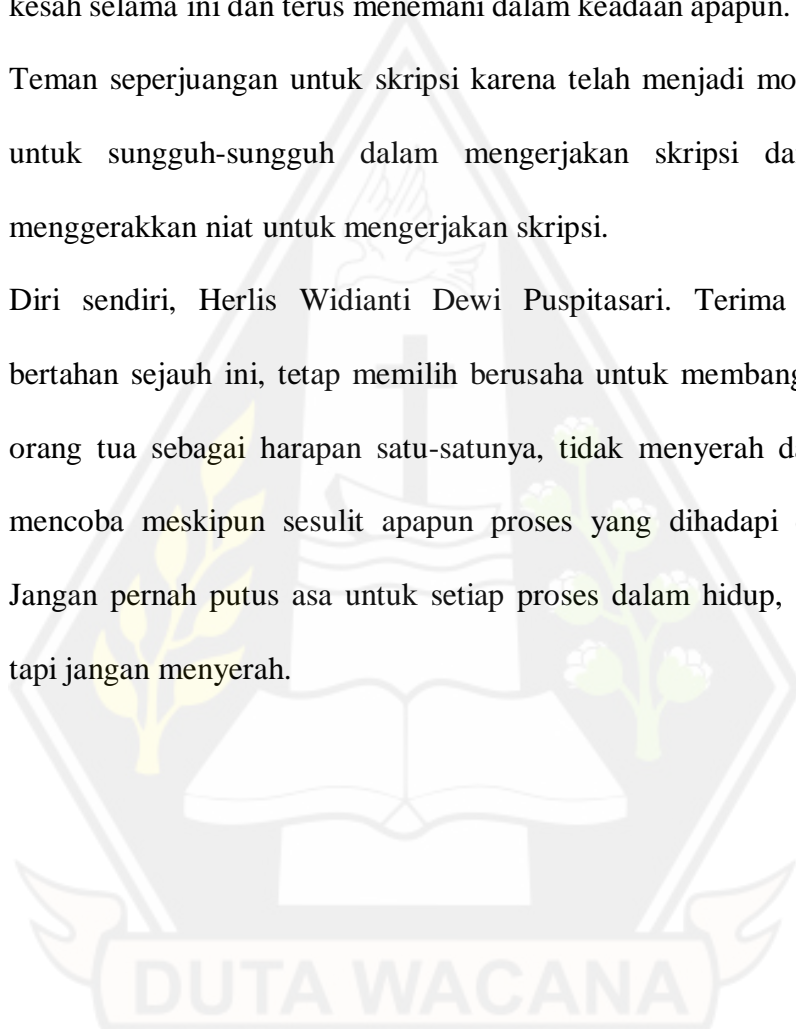 kesah selama ini dan terus menemani dalam keadaan apapun.
Teman seperjuangan untuk skripsi karena telah menjadi mo
untuk sungguh-sungguh dalam mengerjakan skripsi da
menggerakkan niat untuk mengerjakan skripsi.
Diri sendiri, Herlis Widianti Dewi Puspitasari. Terima
bertahan sejauh ini, tetap memilih berusaha untuk membang
orang tua sebagai harapan satu-satunya, tidak menyerah da
mencoba meskipun sesulit apapun proses yang dihadapi
Jangan pernah putus asa untuk setiap proses dalam hidup,
tapi jangan menyerah.
DUTA WACANA